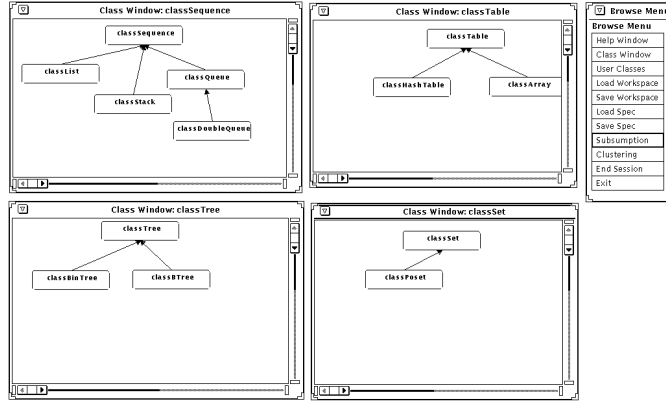 Class Window: classSequence
classSequence
classList
classQueue
classStack
classDoubleQueue
Class Window: classTable
classTable
classHashTable
classArray
Browse Menu
Browse Menu
Help Window
Class Window
User Classes
Load Workspace
Save Workspace
Load Spec
Save Spec
Subsumption
Clustering
End Session
Exit
Class Window: classTree
classTree
classBinTree
classBTree
Class Window: classSet
classSet
classPoset